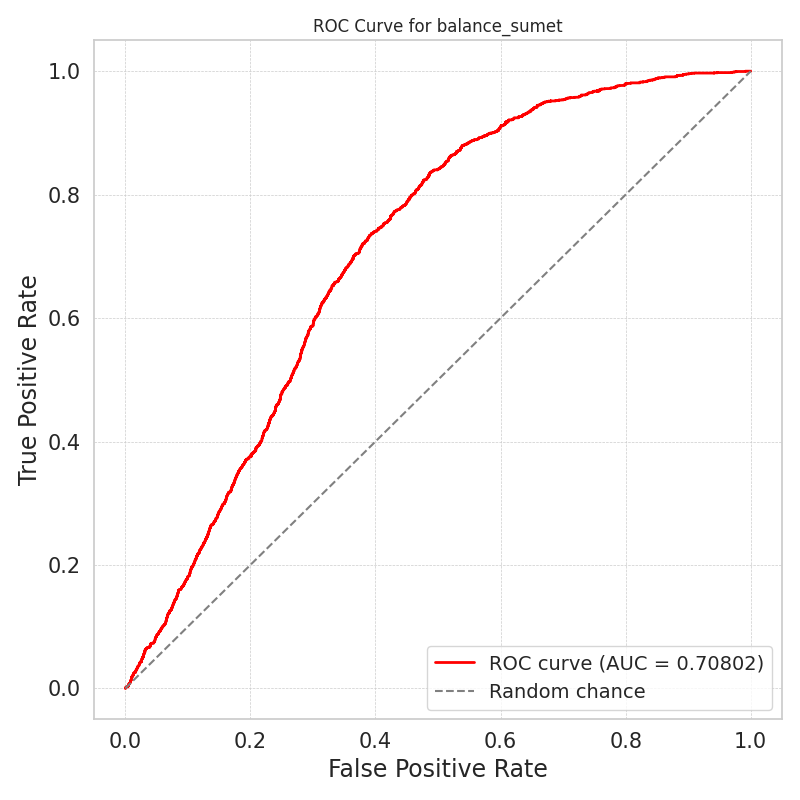 ROC Curve for balance_sumet
True Positive Rate
1.0
0.8
0.6
0.4
0.2
0.0
ROC curve (AUC = 0.70802)
Random chance
0.0 0.2 0.4 0.6 0.8 1.0
False Positive Rate